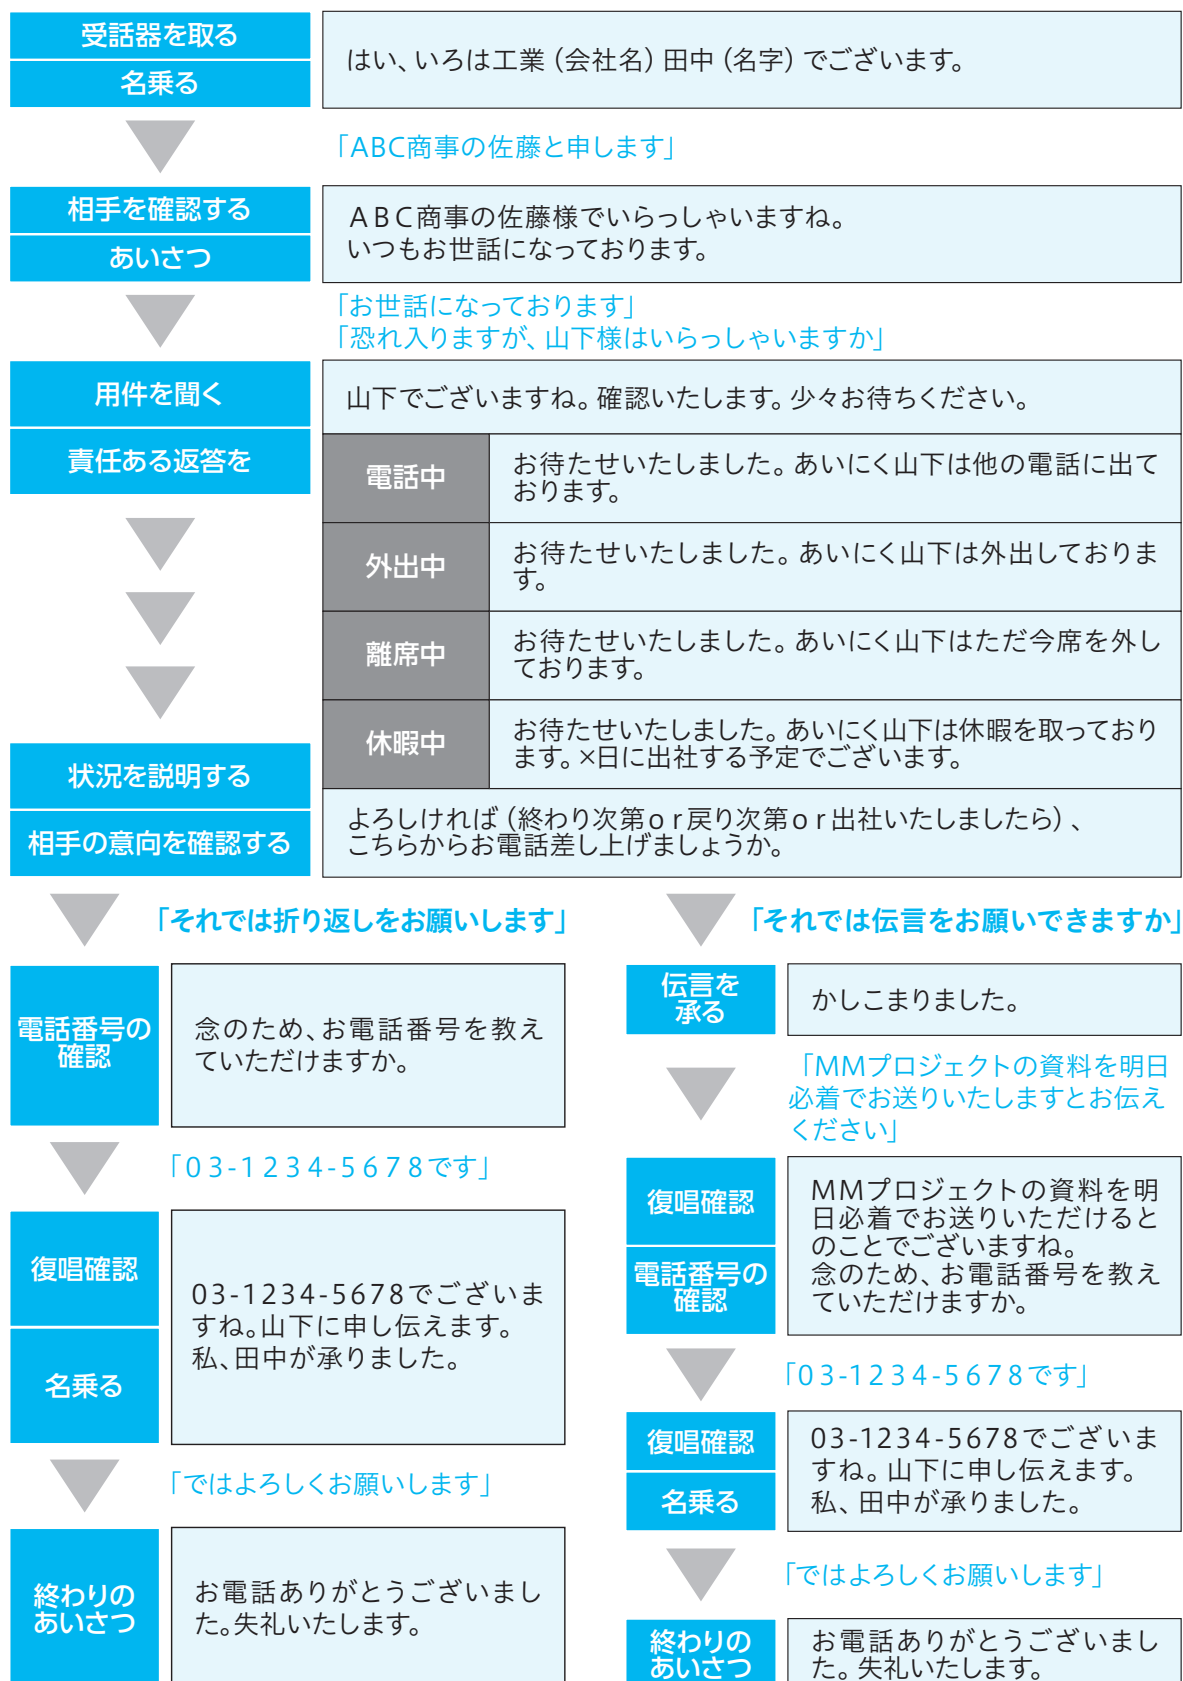 受話器を取る
名乗る
はい、いろは工業（会社名）田中（名字）でございます。
「ABC商事の佐藤と申します」
相手を確認する
あいさつ
ＡＢＣ商事の佐藤様でいらっしゃいますね。
いつもお世話になっております。
「お世話になっております」
「恐れ入りますが、山下様はいらっしゃいますか」
用件を聞く
山下でございますね。確認いたします。少々お待ちください。
責任ある返答を
電話中
お待たせいたしました。あいにく山下は他の電話に出て
おります。
外出中
お待たせいたしました。あいにく山下は外出しておりま
す。
離席中
お待たせいたしました。あいにく山下はただ今席を外し
ております。
休暇中
お待たせいたしました。あいにく山下は休暇を取っており
ます。×日に出社する予定でございます。
状況を説明する
相手の意向を確認する
よろしければ（終わり次第ｏｒ戻り次第ｏｒ出社いたしましたら）、
こちらからお電話差し上げましょうか。
「それでは折り返しをお願いします」
電話番号の
確認
念のため、お電話番号を教え
ていただけますか。
「０３-１２３４-５６７８です」
復唱確認
名乗る
03-1234-5678でございま
すね。山下に申し伝えます。
私、田中が承りました。
「ではよろしくお願いします」
終わりの
あいさつ
お電話ありがとうございまし
た。失礼いたします。
「それでは伝言をお願いできますか」
伝言を
承る
かしこまりました。
「MMプロジェクトの資料を明日
必着でお送りいたしますとお伝え
ください」
復唱確認
電話番号の
確認
MMプロジェクトの資料を明
日必着でお送りいただけると
のことでございますね。
念のため、お電話番号を教え
ていただけますか。
「０３-１２３４-５６７８です」
復唱確認
名乗る
03-1234-5678でございま
すね。山下に申し伝えます。
私、田中が承りました。
「ではよろしくお願いします」
終わりの
あいさつ
お電話ありがとうございまし
た。失礼いたします。